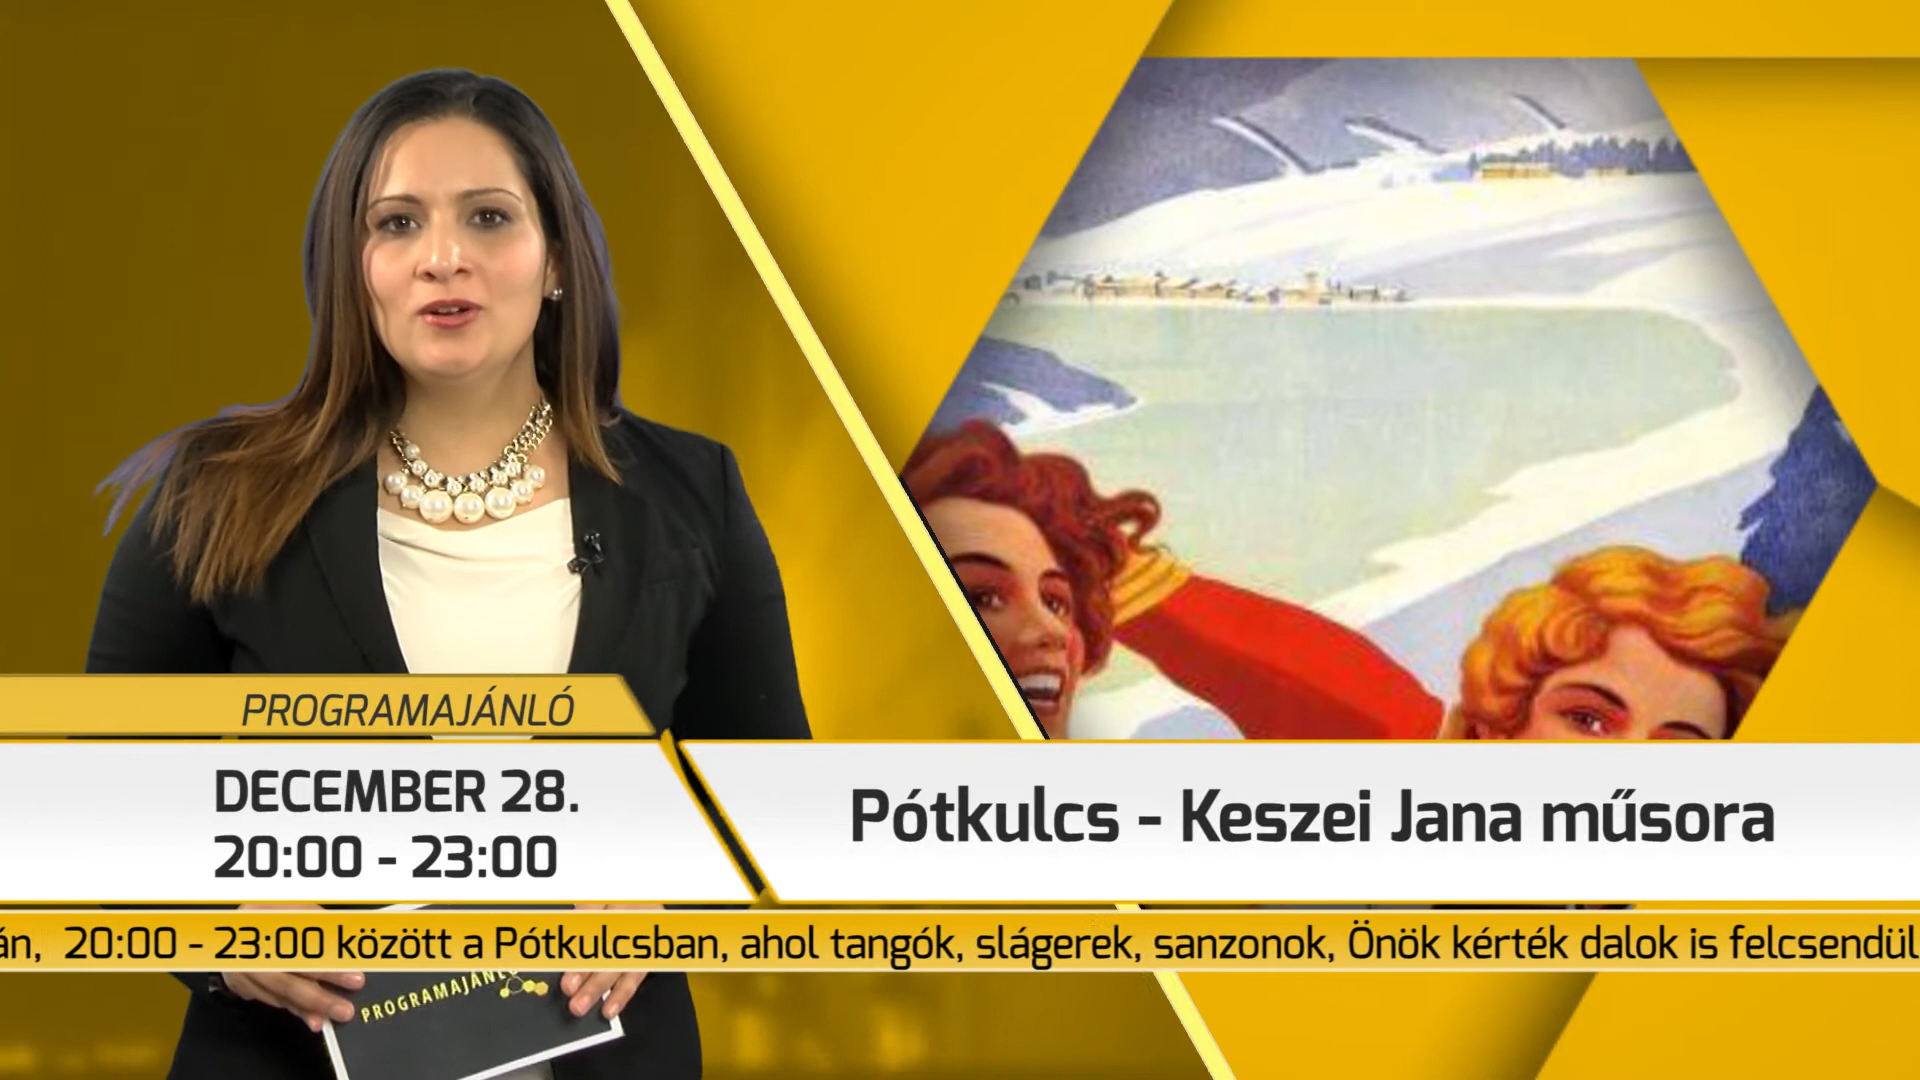 PROGRAMAJÁNLÓ
DECEMBER 28.
20:00 - 23:00
Pótkulcs - Keszei Jana műsora
án, 20:00 - 23:00 között a Pótkulcsban, ahol tangók, slágerek, sanzonok, Önök kérték dalok is felcsendül
PROGRAMAJÁNLÓ